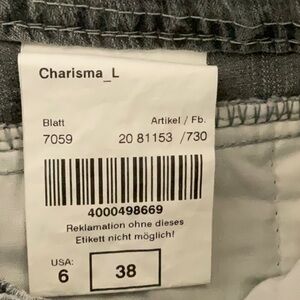 Charisma_L
Blatt Artikel / Fb.
7059 20 81153 /730
4000498669
Reklamation ohne dieses
Etikett nicht möglich!
USA:
6 38